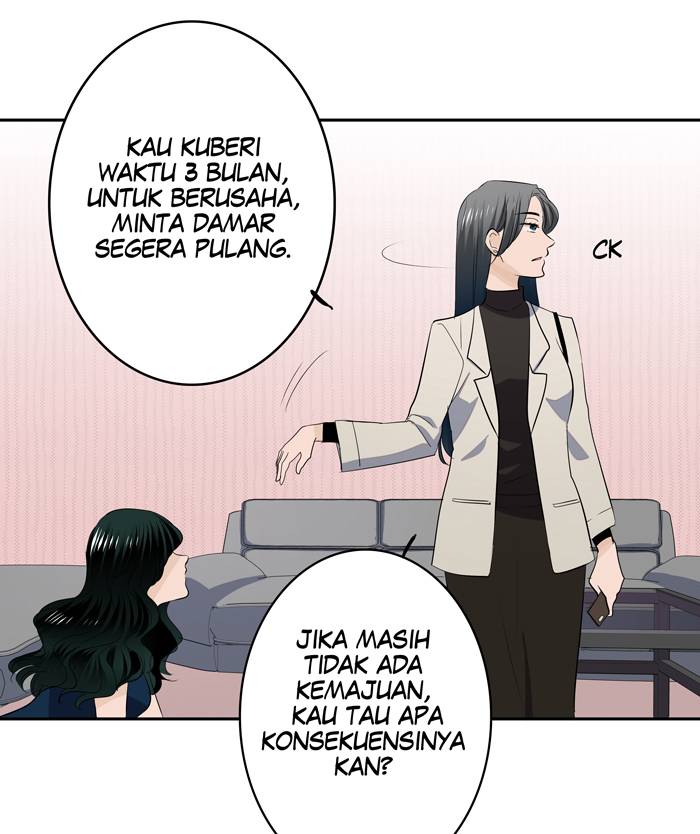 KAU KUBERI
WAKTU 3 BULAN,
UNTUK BERUSAHA,
MINTA DAMAR
SEGERA PULANG.
CK
JIKA MASIH
TIDAK ADA
KEMAJUAN,
KAU TAU APA
KONSEKUENSINYA
KAN?